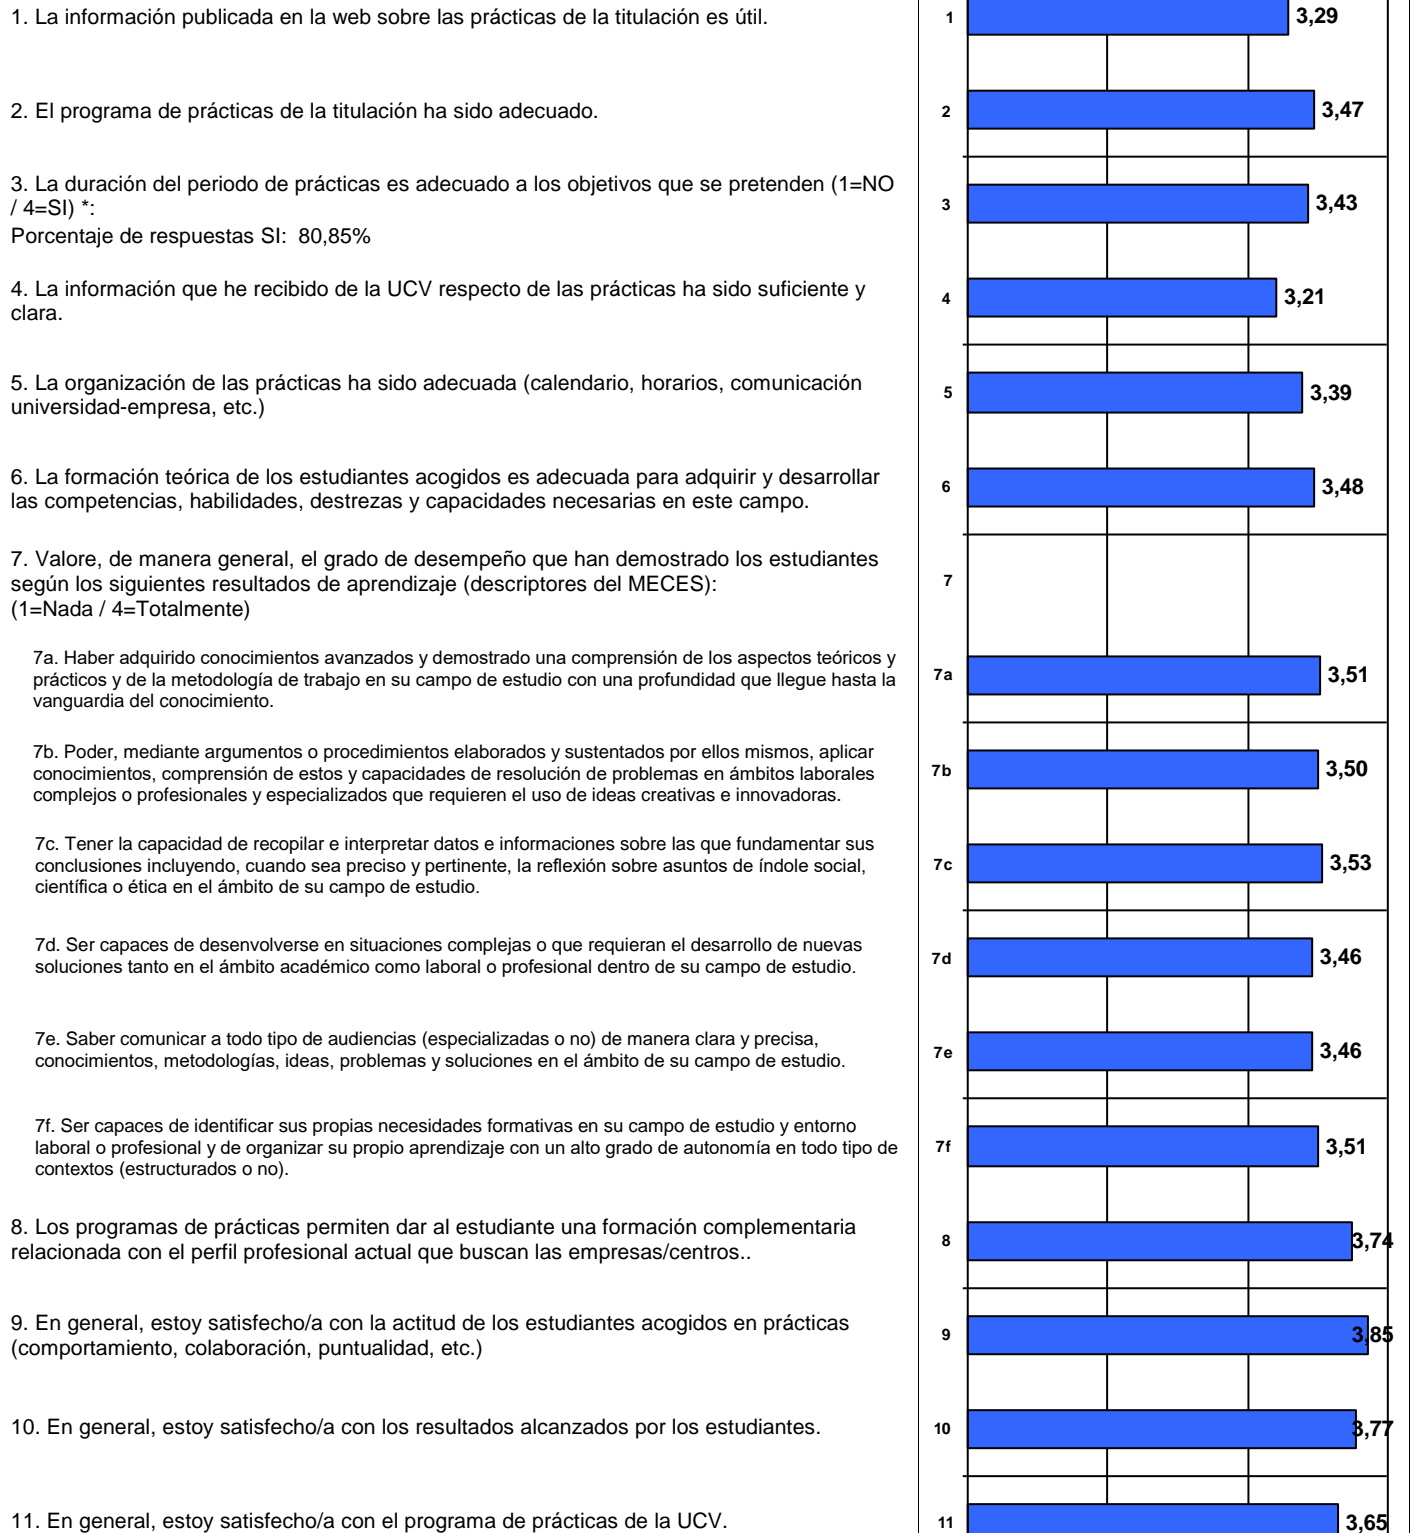 1. La información publicada en la web sobre las prácticas de la titulación es útil.
1
3,29
2. El programa de prácticas de la titulación ha sido adecuado.
2
3,47
3. La duración del periodo de prácticas es adecuado a los objetivos que se pretenden (1=NO
/ 4=SI) *:
Porcentaje de respuestas SI:  80,85%
3
3,43
4. La información que he recibido de la UCV respecto de las prácticas ha sido suficiente y
clara.
4
3,21
5. La organización de las prácticas ha sido adecuada (calendario, horarios, comunicación
universidad-empresa, etc.)
5
3,39
6. La formación teórica de los estudiantes acogidos es adecuada para adquirir y desarrollar
las competencias, habilidades, destrezas y capacidades necesarias en este campo.
6
3,48
7. Valore, de manera general, el grado de desempeño que han demostrado los estudiantes
según los siguientes resultados de aprendizaje (descriptores del MECES):
(1=Nada / 4=Totalmente)
7
7a. Haber adquirido conocimientos avanzados y demostrado una comprensión de los aspectos teóricos y
prácticos y de la metodología de trabajo en su campo de estudio con una profundidad que llegue hasta la
vanguardia del conocimiento.
7a
3,51
7b. Poder, mediante argumentos o procedimientos elaborados y sustentados por ellos mismos, aplicar
conocimientos, comprensión de estos y capacidades de resolución de problemas en ámbitos laborales
complejos o profesionales y especializados que requieren el uso de ideas creativas e innovadoras.
7b
3,50
7c. Tener la capacidad de recopilar e interpretar datos e informaciones sobre las que fundamentar sus
conclusiones incluyendo, cuando sea preciso y pertinente, la reflexión sobre asuntos de índole social,
científica o ética en el ámbito de su campo de estudio.
7c
3,53
7d. Ser capaces de desenvolverse en situaciones complejas o que requieran el desarrollo de nuevas
soluciones tanto en el ámbito académico como laboral o profesional dentro de su campo de estudio.
7d
3,46
7e. Saber comunicar a todo tipo de audiencias (especializadas o no) de manera clara y precisa,
conocimientos, metodologías, ideas, problemas y soluciones en el ámbito de su campo de estudio.
7e
3,46
7f. Ser capaces de identificar sus propias necesidades formativas en su campo de estudio y entorno
laboral o profesional y de organizar su propio aprendizaje con un alto grado de autonomía en todo tipo de
contextos (estructurados o no).
7f
3,51
8. Los programas de prácticas permiten dar al estudiante una formación complementaria
relacionada con el perfil profesional actual que buscan las empresas/centros..
8
3,74
9. En general, estoy satisfecho/a con la actitud de los estudiantes acogidos en prácticas
(comportamiento, colaboración, puntualidad, etc.)
9
3,85
10. En general, estoy satisfecho/a con los resultados alcanzados por los estudiantes.
10
3,77
11. En general, estoy satisfecho/a con el programa de prácticas de la UCV.
11
3,65